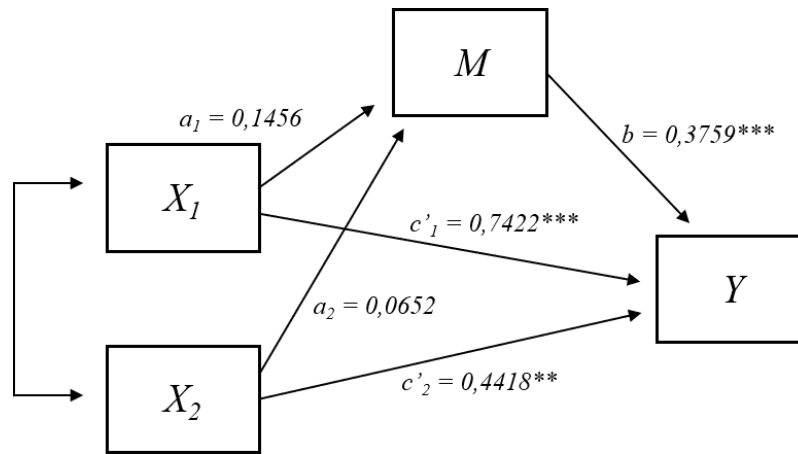 M
a₁ = 0,1456
b = 0,3759***
X₁
c’₁ = 0,7422***
Y
a₂ = 0,0652
c’₂ = 0,4418**
X₂